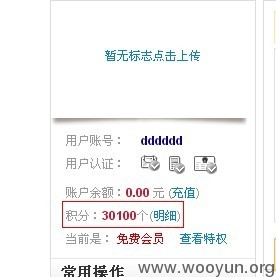 暂无标志点击上传
用户账号： dddddd
用户认证：
账户余额：0.00 元 (充值)
积分：30100个(明细)
当前是： 免费会员 查看特权
常用操作
www.wooyun.org